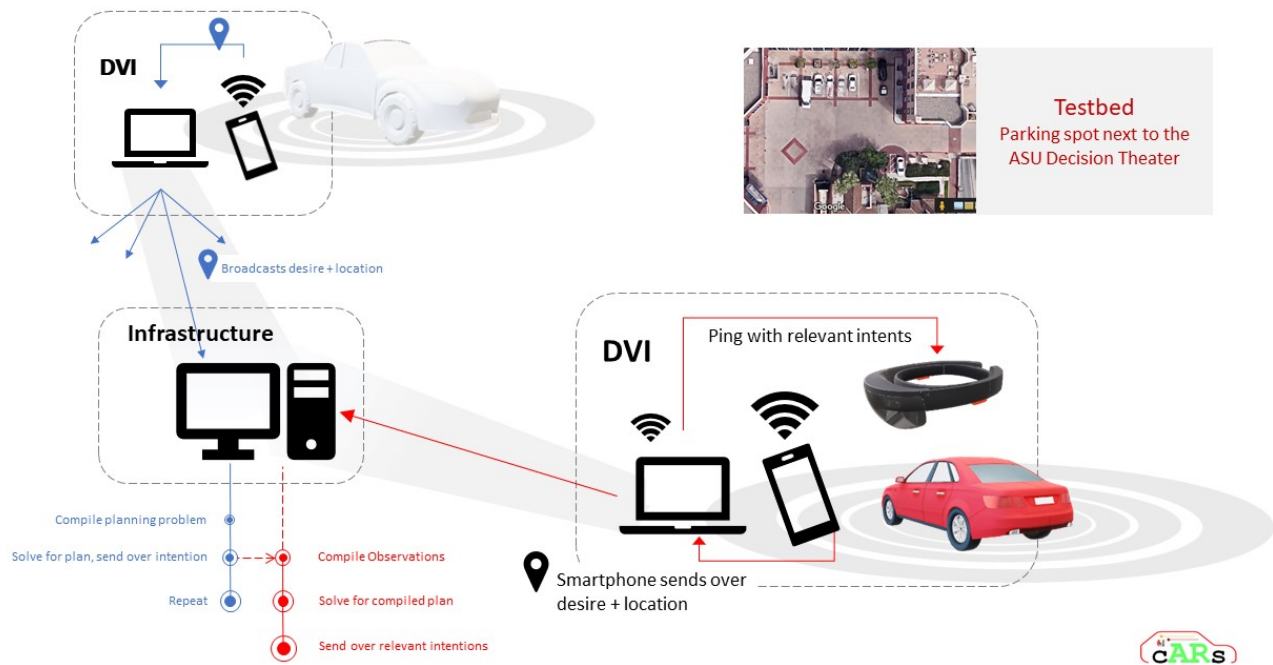 DVI
Testbed
Parking spot next to the
ASU Decision Theater
Google
Broadcasts desire + location
Infrastructure
DVI
Ping with relevant intents
Compile planning problem
Solve for plan, send over intention
Repeat
Compile Observations
Solve for compiled plan
Send over relevant intentions
Smartphone sends over
desire + location
cARs